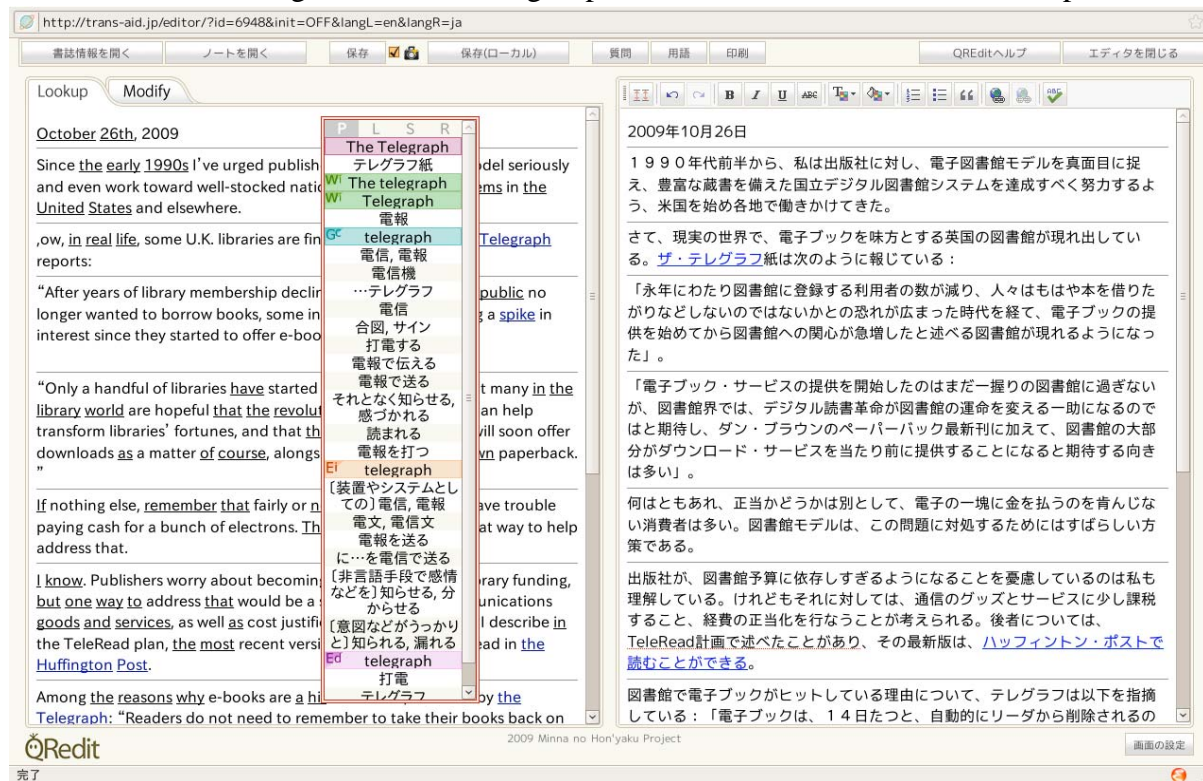 http://trans-aid.jp/editor/?id=6948&init=OFF&langL=en&langR=ja
書誌情報を開く ノートを開く 保存 保存(ローカル) 質問 用語 印刷 QREditヘルプ エディタを閉じる
Lookup Modify
October 26th, 2009
Since the early 1990s I've urged publish
del seriously
and even work toward well-stocked natio
ems in the
United States and elsewhere.
,ow, in real life, some U.K. libraries are fin
Telegraph
reports:
"After years of library membership declin
public no
longer wanted to borrow books, some in
g a spike in
interest since they started to offer e-boo
"Only a handful of libraries have started
t many in the
library world are hopeful that the revolut
an help
transform libraries' fortunes, and that th
will soon offer
downloads as a matter of course, alongs
wn paperback.
"
If nothing else, remember that fairly or n
ave trouble
paying cash for a bunch of electrons. Th
at way to help
address that.
I know. Publishers worry about becoming
rary funding,
but one way to address that would be a s
unications
goods and services, as well as cost justifi
I describe in
the TeleRead plan, the most recent versi
ead in the
Huffington Post.
Among the reasons why e-books are a hi
by the
Telegraph: "Readers do not need to remember to take their books back on
P L S R
The Telegraph
テレグラフ紙
Wi The telegraph
Wi Telegraph
電報
Gc telegraph
電信, 電報
電信機
…テレグラフ
電信
合図, サイン
打電する
電報で伝える
電報で送る
それとなく知らせる,
感づかれる
読まれる
電報を打つ
Ei telegraph
〔装置やシステムとし
ての〕電信, 電報
電文, 電信文
電報を送る
に…を電信で送る
〔非言語手段で感情
などを〕知らせる, 分
からせる
〔意図などがうっかり
と〕知られる, 漏れる
Ed telegraph
打電
テレグラフ
B I U ABC
2009年10月26日
１９９０年代前半から、私は出版社に対し、電子図書館モデルを真面目に捉
え、豊富な蔵書を備えた国立デジタル図書館システムを達成すべく努力するよ
う、米国を始め各地で働きかけてきた。
さて、現実の世界で、電子ブックを味方とする英国の図書館が現れ出してい
る。ザ・テレグラフ紙は次のように報じている：
「永年にわたり図書館に登録する利用者の数が減り、人々はもはや本を借りた
がりなどしないのではないかとの恐れが広まった時代を経て、電子ブックの提
供を始めてから図書館への関心が急増したと述べる図書館が現れるようになっ
た」。
「電子ブック・サービスの提供を開始したのはまだ一握りの図書館に過ぎない
が、図書館界では、デジタル読書革命が図書館の運命を変える一助になるので
はと期待し、ダン・ブラウンのペーパーバック最新刊に加えて、図書館の大部
分がダウンロード・サービスを当たり前に提供することになると期待する向き
は多い」。
何はともあれ、正当かどうかは別として、電子の一塊に金を払うのを肯んじな
い消費者は多い。図書館モデルは、この問題に対処するためにはすばらしい方
策である。
出版社が、図書館予算に依存しすぎるようになることを憂慮しているのは私も
理解している。けれどもそれに対しては、通信のグッズとサービスに少し課税
すること、経費の正当化を行なうことが考えられる。後者については、
TeleRead計画で述べたことがあり、その最新版は、ハッフィントン・ポストで
読むことができる。
図書館で電子ブックがヒットしている理由について、テレグラフは以下を指摘
している：「電子ブックは、１４日たつと、自動的にリーダから削除されるの
QRedit
2009 Minna no Hon'yaku Project
画面の設定
完了